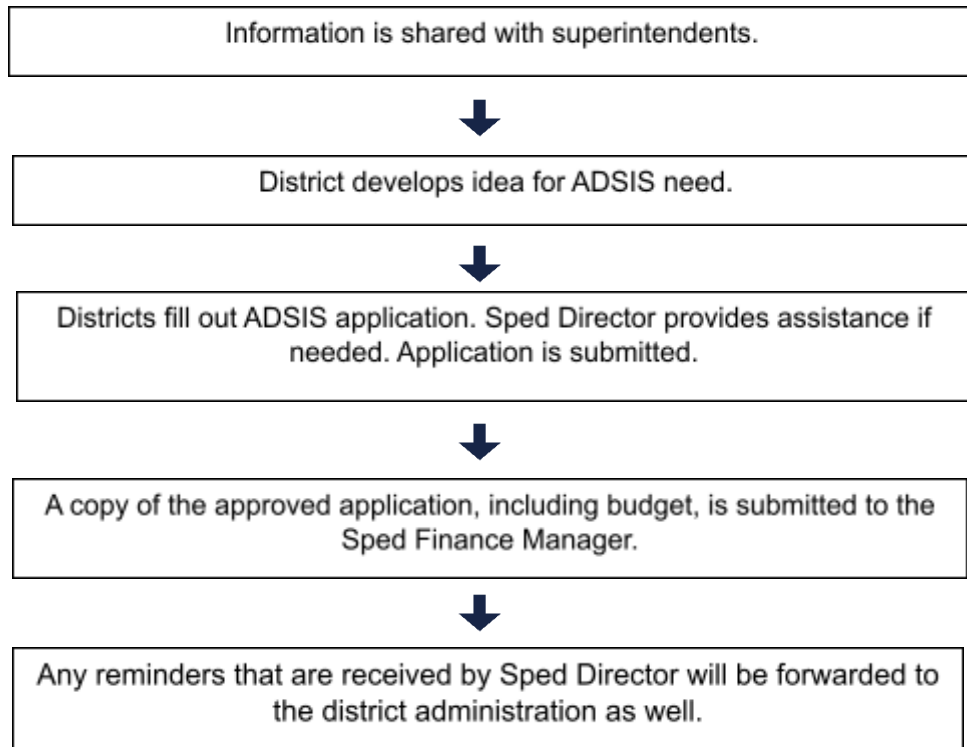 Information is shared with superintendents.
District develops idea for ADSIS need.
Districts fill out ADSIS application. Sped Director provides assistance if
needed. Application is submitted.
A copy of the approved application, including budget, is submitted to the
Sped Finance Manager.
Any reminders that are received by Sped Director will be forwarded to
the district administration as well.